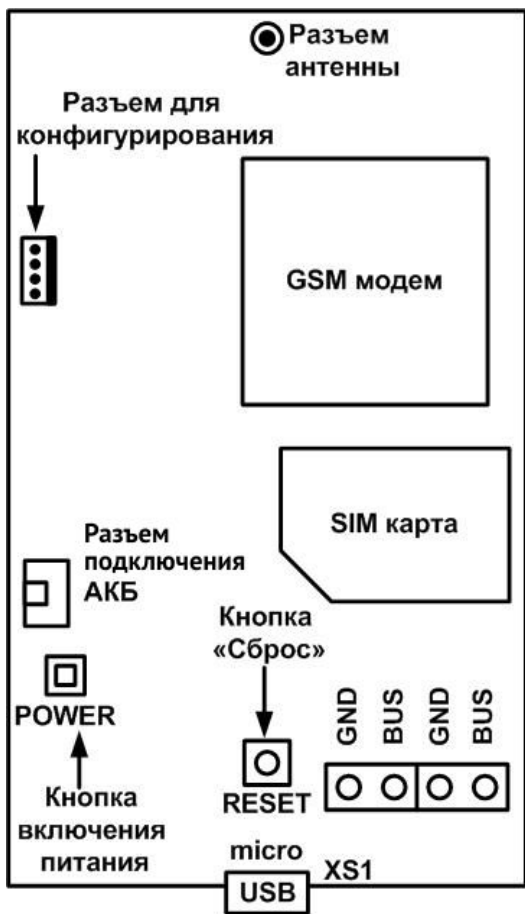 Разъем
антенны
Разъем для
конфигурирования
GSM модем
SIM карта
Разъем
подключения
АКБ
Кнопка
«Сброс»
POWER
GND
BUS
GND
BUS
RESET
Кнопка
включения
питания
micro
USB
XS1